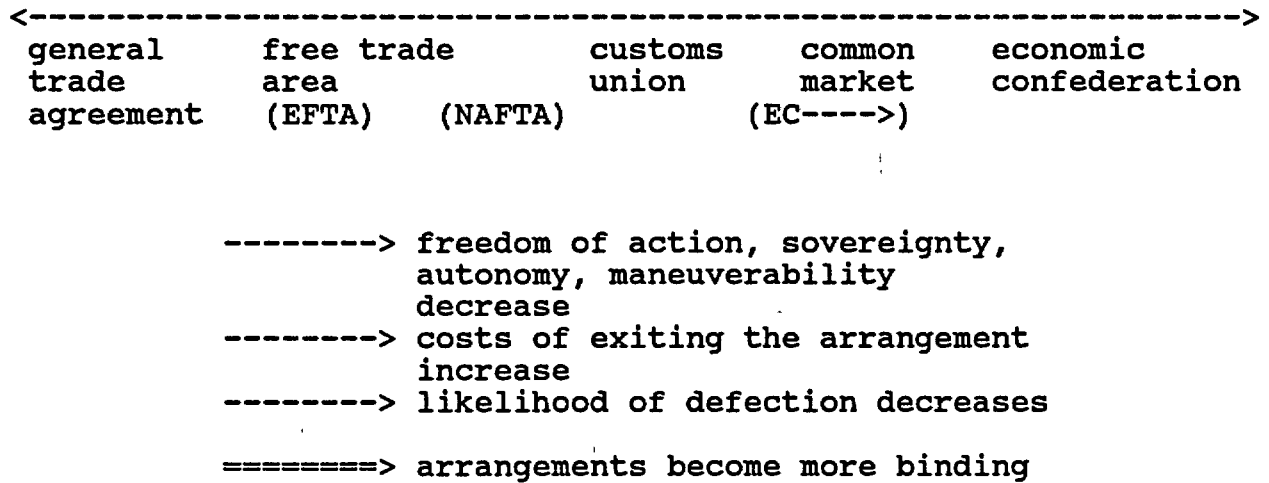 <------------------------------------------------------------------------>
general free trade customs common economic
trade area union market confederation
agreement (EFTA) (NAFTA) (EC---->)
--------> freedom of action, sovereignty,
autonomy, maneuverability
decrease
--------> costs of exiting the arrangement
increase
--------> likelihood of defection decreases
========> arrangements become more binding